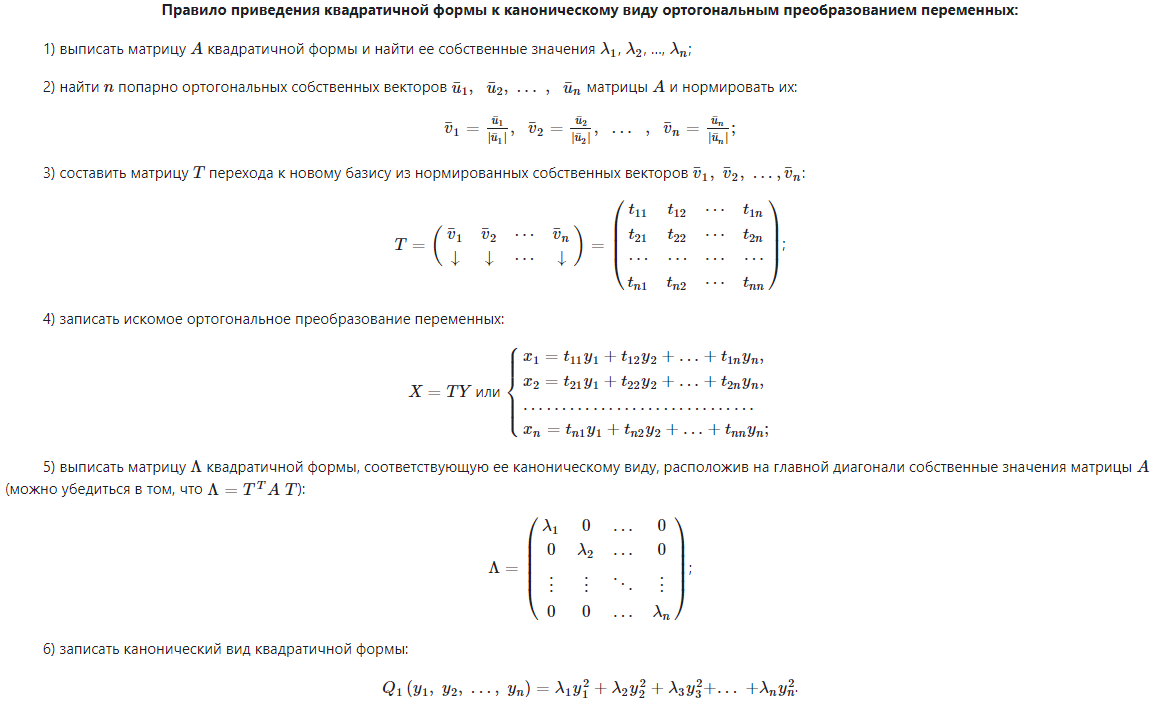 Правило приведения квадратичной формы к каноническому виду ортогональным преобразованием переменных:
1) выписать матрицу A квадратичной формы и найти ее собственные значения λ₁, λ₂, ..., λₙ;
2) найти n попарно ортогональных собственных векторов ū₁, ū₂, … , ūₙ матрицы A и нормировать их:
v̄₁ = ū₁/|ū₁|, v̄₂ = ū₂/|ū₂|, … , v̄ₙ = ūₙ/|ūₙ|;
3) составить матрицу T перехода к новому базису из нормированных собственных векторов v̄₁, v̄₂, …, v̄ₙ:
T = ( v̄₁ v̄₂ ⋯ v̄ₙ
↓ ↓ ⋯ ↓ ) = ( t₁₁ t₁₂ ⋯ t₁ₙ
t₂₁ t₂₂ ⋯ t₂ₙ
⋯ ⋯ ⋯ ⋯
tₙ₁ tₙ₂ ⋯ tₙₙ );
4) записать искомое ортогональное преобразование переменных:
X = TY или { x₁ = t₁₁y₁ + t₁₂y₂ + … + t₁ₙyₙ,
x₂ = t₂₁y₁ + t₂₂y₂ + … + t₂ₙyₙ,
..............................
xₙ = tₙ₁y₁ + tₙ₂y₂ + … + tₙₙyₙ;
5) выписать матрицу Λ квадратичной формы, соответствующую ее каноническому виду, расположив на главной диагонали собственные значения матрицы A
(можно убедиться в том, что Λ = Tᵀ A T):
Λ = ( λ₁ 0 … 0
0 λ₂ … 0
⋮ ⋮ ⋱ ⋮
0 0 … λₙ );
6) записать канонический вид квадратичной формы:
Q₁ (y₁, y₂, …, yₙ) = λ₁y₁² + λ₂y₂² + λ₃y₃²+… +λₙyₙ².